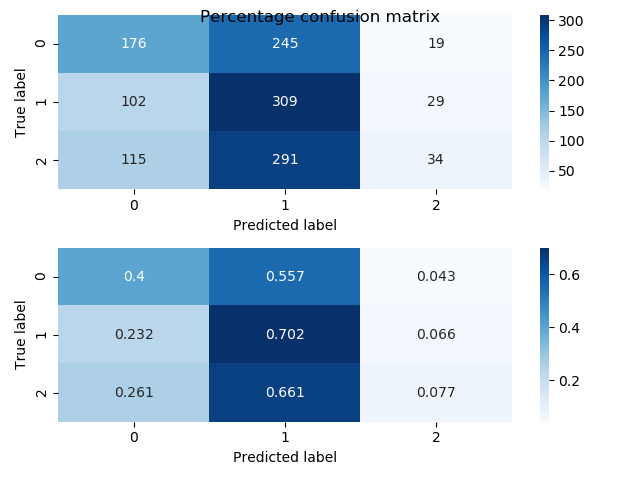 Percentage confusion matrix
0 176 245 19
1 102 309 29
2 115 291 34
True label
0 1 2
Predicted label
300
250
200
150
100
50
0 0.4 0.557 0.043
1 0.232 0.702 0.066
2 0.261 0.661 0.077
True label
0 1 2
Predicted label
0.6
0.4
0.2